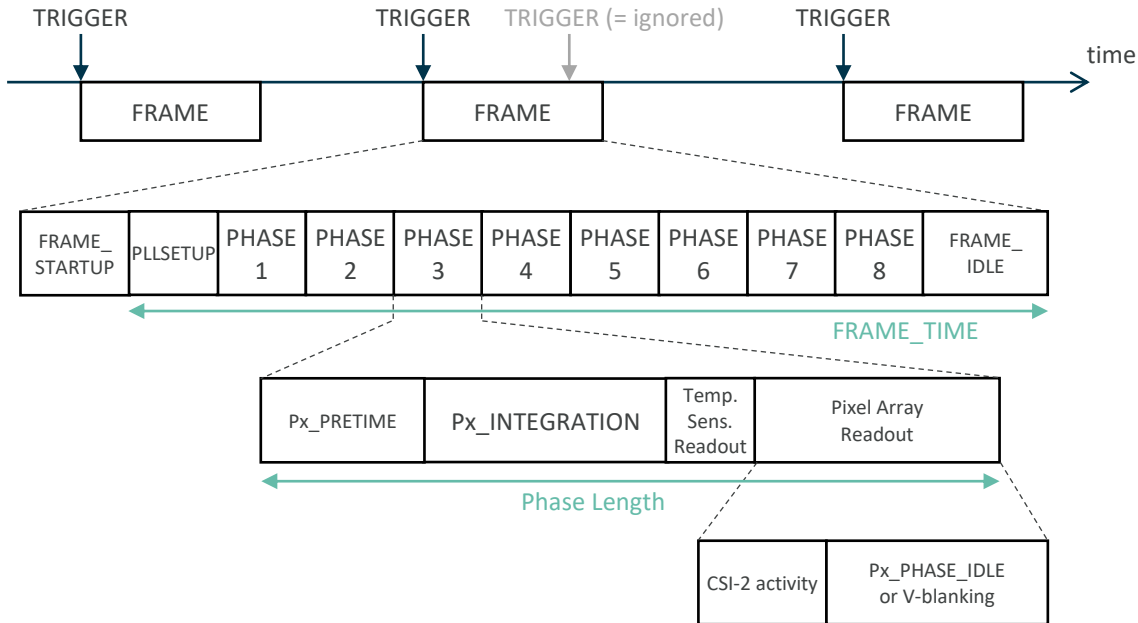 TRIGGER
TRIGGER
TRIGGER (= ignored)
TRIGGER
time
FRAME
FRAME
FRAME
FRAME_
STARTUP
PLLSETUP
PHASE
1
PHASE
2
PHASE
3
PHASE
4
PHASE
5
PHASE
6
PHASE
7
PHASE
8
FRAME_
IDLE
FRAME_TIME
Px_PRETIME
Px_INTEGRATION
Temp.
Sens.
Readout
Pixel Array
Readout
Phase Length
CSI-2 activity
Px_PHASE_IDLE
or V-blanking